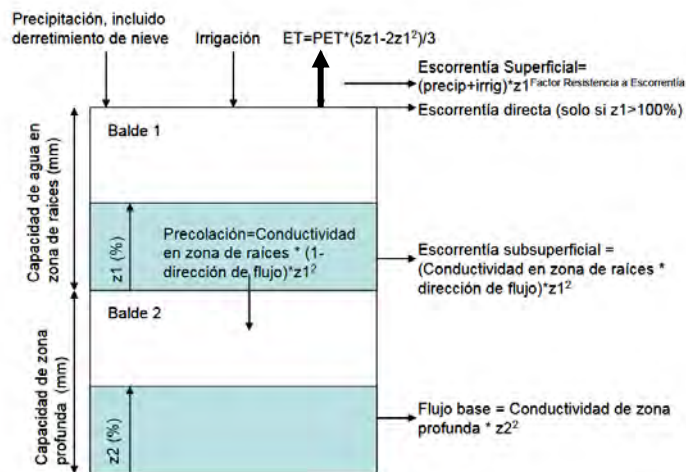 Precipitación, incluido
derretimiento de nieve
Irrigación
ET=PET*(5z1-2z1²)/3
Escorrentía Superficial=
(precip+irrig)*z1^Factor Resistencia a Escorrentía
Escorrentía directa (solo si z1>100%)
Capacidad de agua en
zona de raices (mm)
Balde 1
z1 (%)
Precolación=Conductividad
en zona de raíces * (1-
dirección de flujo)*z1²
Escorrentía subsuperficial =
(Conductividad en zona de raíces *
dirección de flujo)*z1²
Capacidad de zona
profunda (mm)
Balde 2
z2 (%)
Flujo base = Conductividad de zona
profunda * z2²